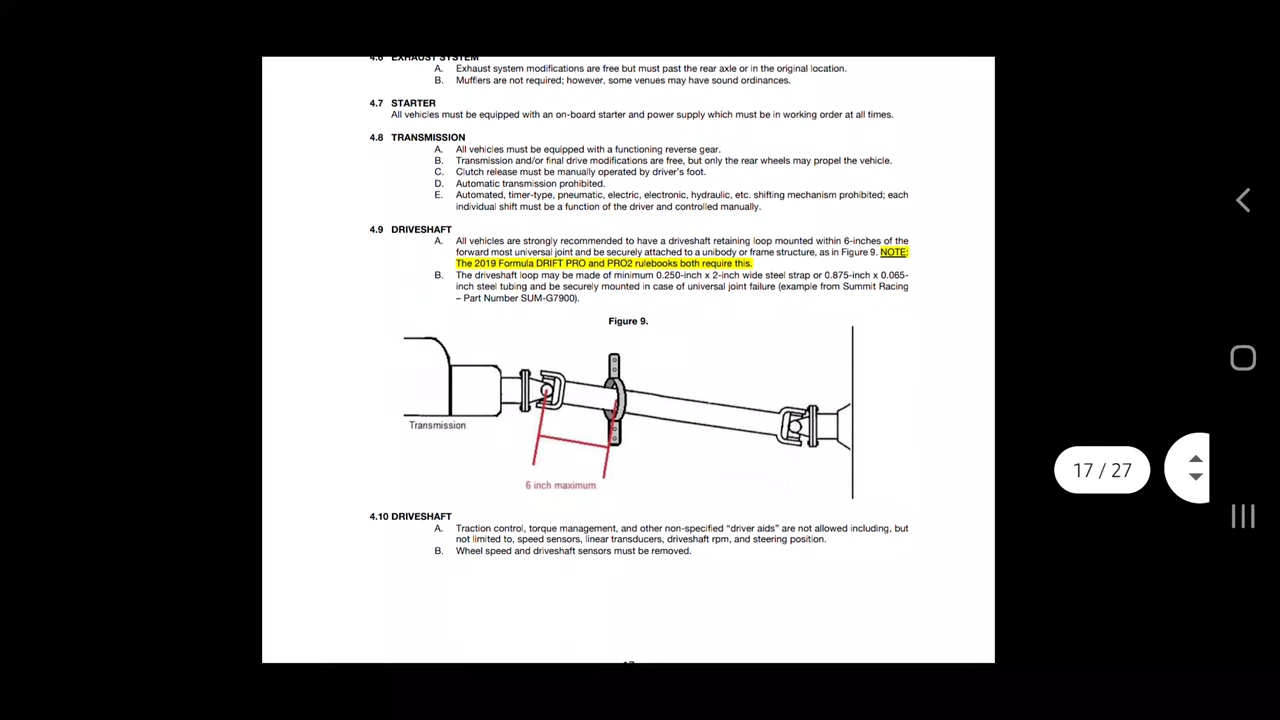 4.6 EXHAUST SYSTEM
A. Exhaust system modifications are free but must past the rear axle or in the original location.
B. Mufflers are not required; however, some venues may have sound ordinances.
4.7 STARTER
All vehicles must be equipped with an on-board starter and power supply which must be in working order at all times.
4.8 TRANSMISSION
A. All vehicles must be equipped with a functioning reverse gear.
B. Transmission and/or final drive modifications are free, but only the rear wheels may propel the vehicle.
C. Clutch release must be manually operated by driver's foot.
D. Automatic transmission prohibited.
E. Automated, timer-type, pneumatic, electric, electronic, hydraulic, etc. shifting mechanism prohibited; each
individual shift must be a function of the driver and controlled manually.
4.9 DRIVESHAFT
A. All vehicles are strongly recommended to have a driveshaft retaining loop mounted within 6-inches of the
forward most universal joint and be securely attached to a unibody or frame structure, as in Figure 9. NOTE:
The 2019 Formula DRIFT PRO and PRO2 rulebooks both require this.
B. The driveshaft loop may be made of minimum 0.250-inch x 2-inch wide steel strap or 0.875-inch x 0.065-
inch steel tubing and be securely mounted in case of universal joint failure (example from Summit Racing
– Part Number SUM-G7900).
Figure 9.
Transmission
6 inch maximum
17 / 27
4.10 DRIVESHAFT
A. Traction control, torque management, and other non-specified “driver aids” are not allowed including, but
not limited to, speed sensors, linear transducers, driveshaft rpm, and steering position.
B. Wheel speed and driveshaft sensors must be removed.